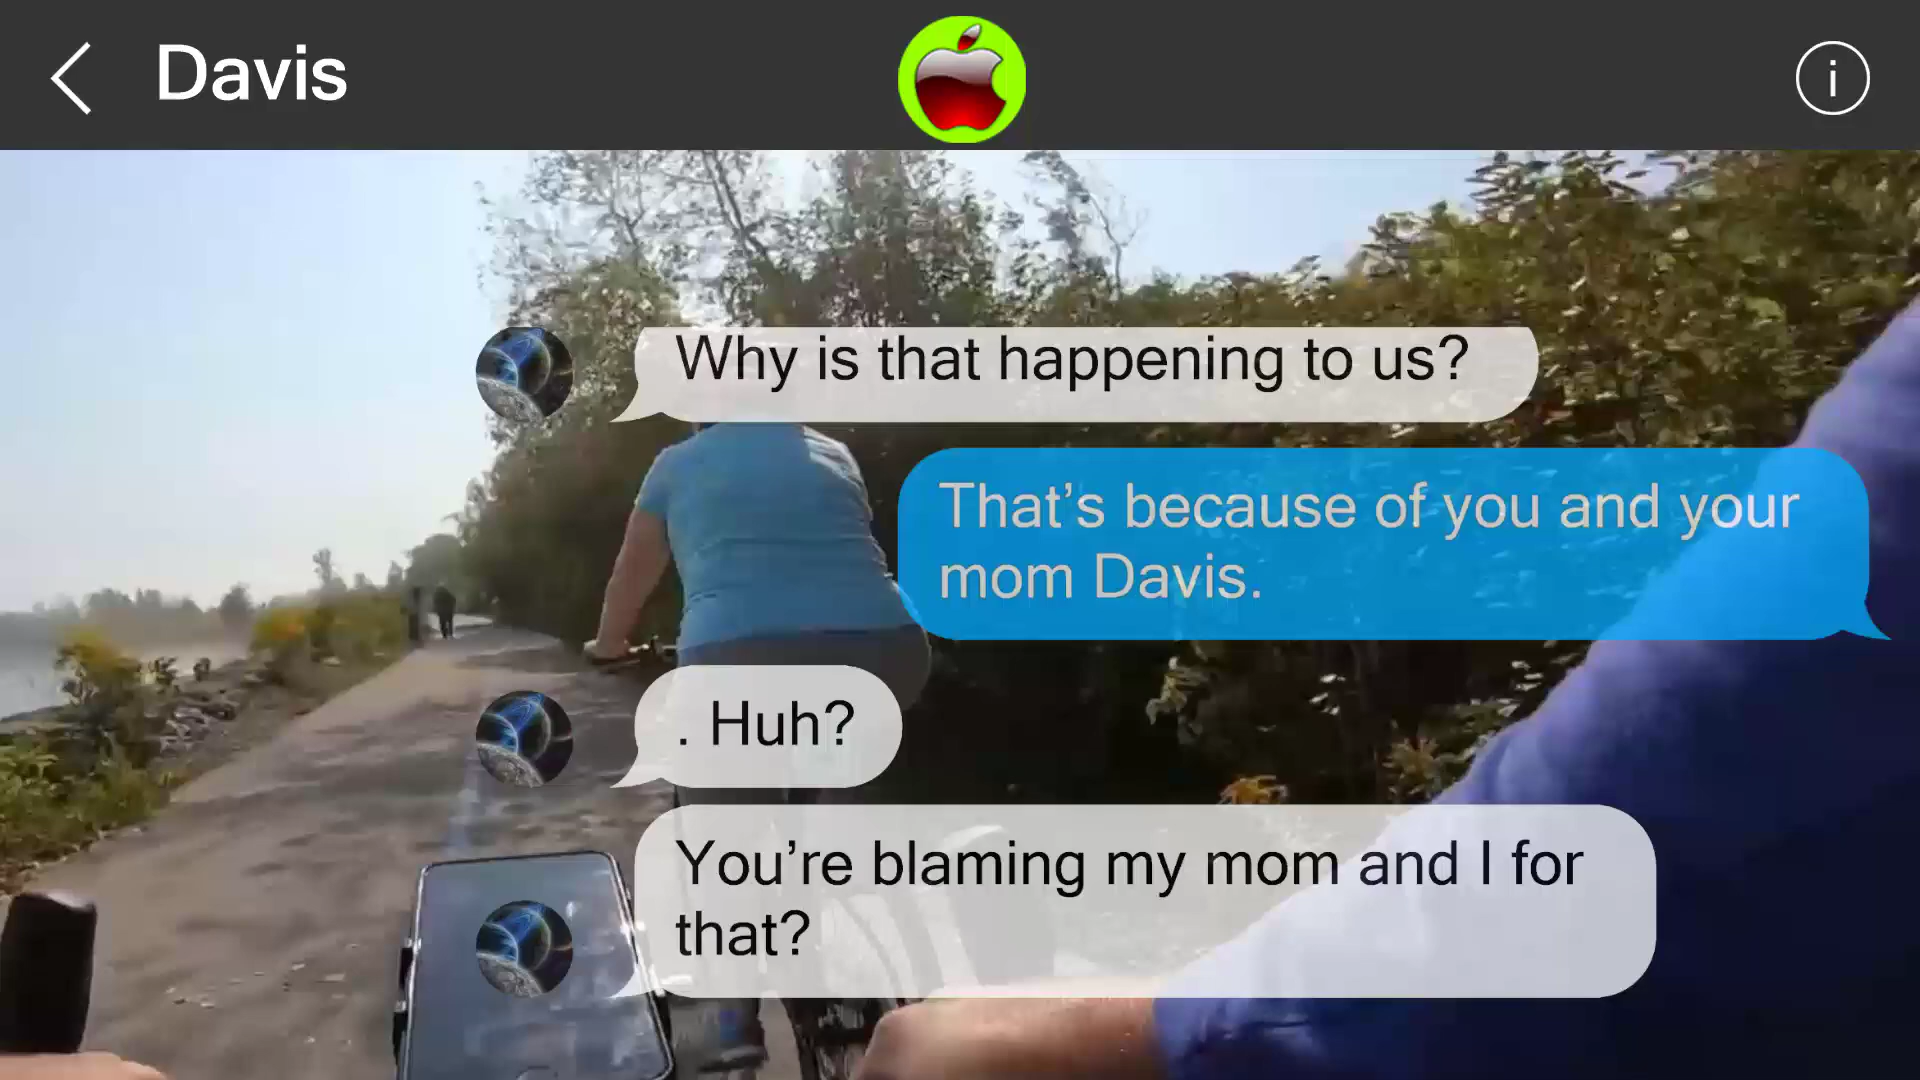 Davis
i
Why is that happening to us?
That’s because of you and your
mom Davis.
. Huh?
You’re blaming my mom and I for
that?